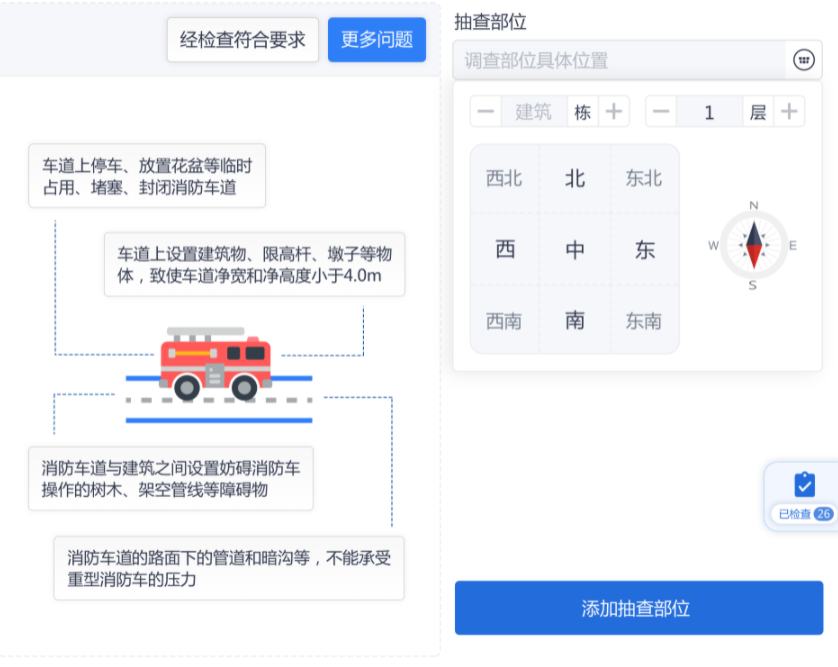 经检查符合要求
更多问题
车道上停车、放置花盆等临时
占用、堵塞、封闭消防车道
车道上设置建筑物、限高杆、墩子等物
体，致使车道净宽和净高度小于4.0m
消防车道与建筑之间设置妨碍消防车
操作的树木、架空管线等障碍物
消防车道的路面下的管道和暗沟等，不能承受
重型消防车的压力
抽查部位
调查部位具体位置
建筑 栋 1 层
西北 北 东北
西 中 东
西南 南 东南
N
W E
S
已检查 26
添加抽查部位